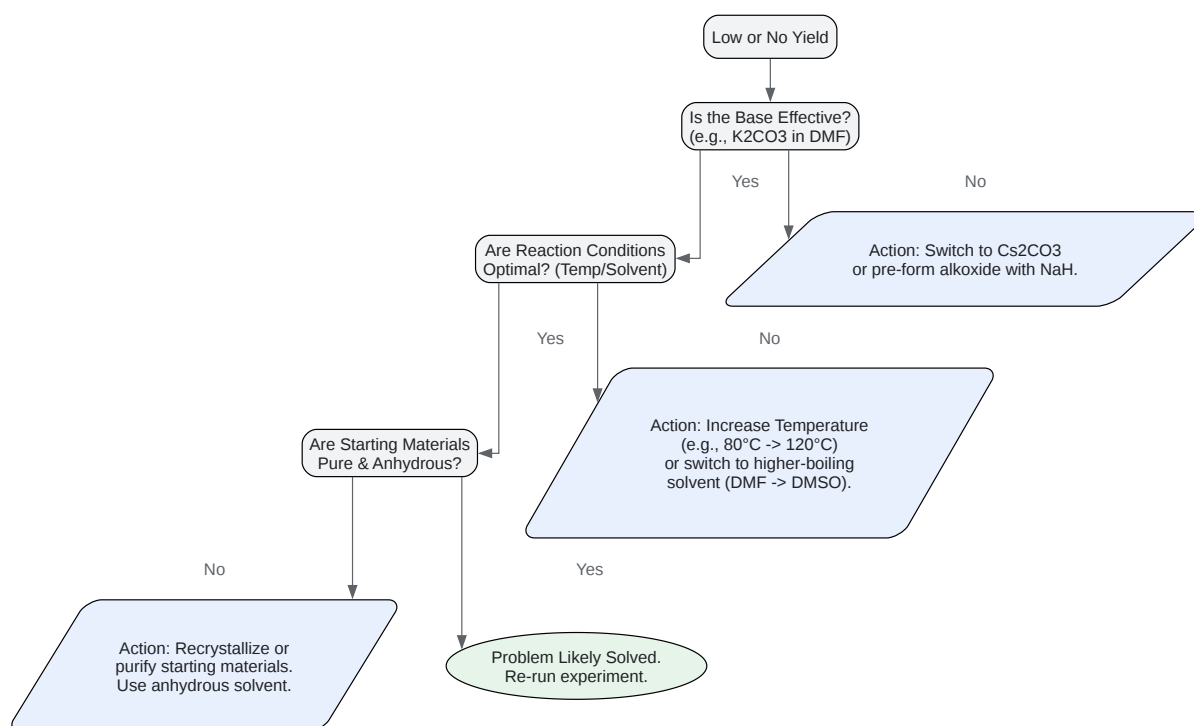 Low or No Yield
Is the Base Effective?
(e.g., K2CO3 in DMF)
Yes
No
Action: Switch to Cs2CO3
or pre-form alkoxide with NaH.
Are Reaction Conditions
Optimal? (Temp/Solvent)
Yes
No
Action: Increase Temperature
(e.g., 80°C -> 120°C)
or switch to higher-boiling
solvent (DMF -> DMSO).
Are Starting Materials
Pure & Anhydrous?
No
Yes
Action: Recrystallize or
purify starting materials.
Use anhydrous solvent.
Problem Likely Solved.
Re-run experiment.